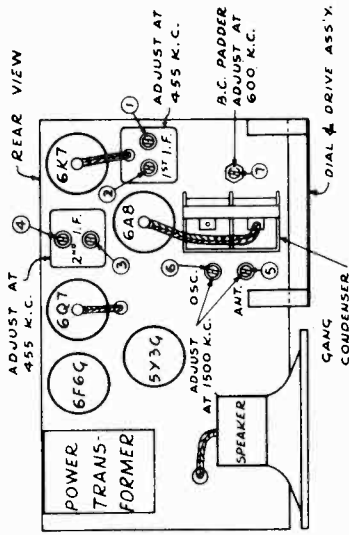 REAR VIEW
ADJUST AT
455 K.C.
ADJUST AT
455 K.C.
4
2ND I.F.
3
6K7
1
2
1ST I.F.
6Q7
6A8
6F6G
5Y3G
B.C. PADDER
ADJUST AT
600 K.C.
7
6
OSC.
ADJUST
AT 1500 K.C.
ANT.
5
POWER
TRANS-
FORMER
SPEAKER
GANG
CONDENSER
DIAL & DRIVE ASS'Y.